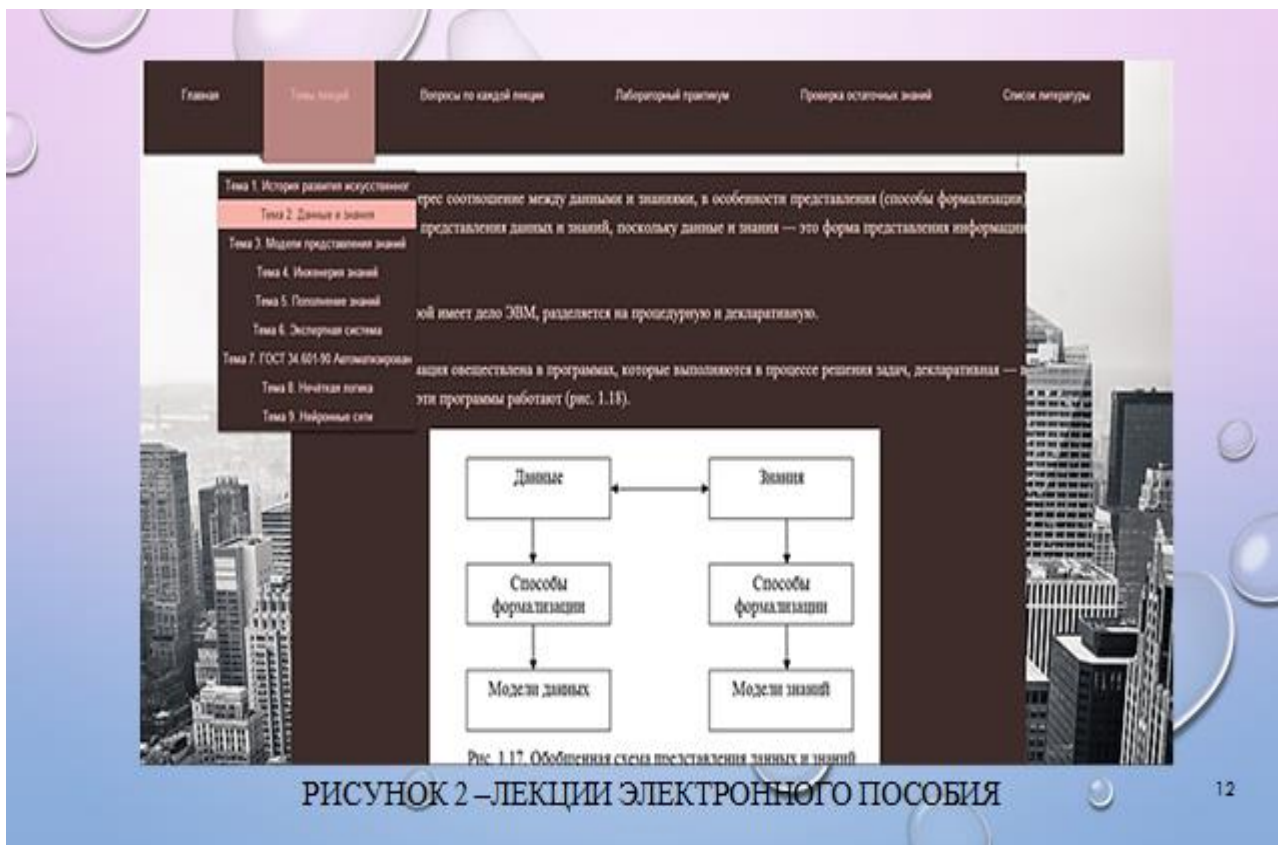 Главная
Темы лекций
Вопросы по каждой лекции
Лабораторный практикум
Проверка остаточных знаний
Список литературы
Тема 1. История развития искусственног
Тема 2. Данные и знания
Тема 3. Модели представления знаний
Тема 4. Инженерия знаний
Тема 5. Пополнение знаний
Тема 6. Экспертная система
Тема 7. ГОСТ 34.601-90 Автоматизирован
Тема 8. Нечёткая логика
Тема 9. Нейронные сети
ерес соотношение между данными и знаниями, в особенности представления (способы формализации)
представления данных и знаний, поскольку данные и знания — это форма представления информации
рой имеет дело ЭВМ, разделяется на процедурную и декларативную.
мация овеществлена в программах, которые выполняются в процессе решения задач, декларативная —
эти программы работают (рис. 1.18).
Данные
Знания
Способы
формализации
Способы
формализации
Модели данных
Модели знаний
Рис. 1.17. Обобщенная схема представления данных и знаний
РИСУНОК 2 –ЛЕКЦИИ ЭЛЕКТРОННОГО ПОСОБИЯ
12